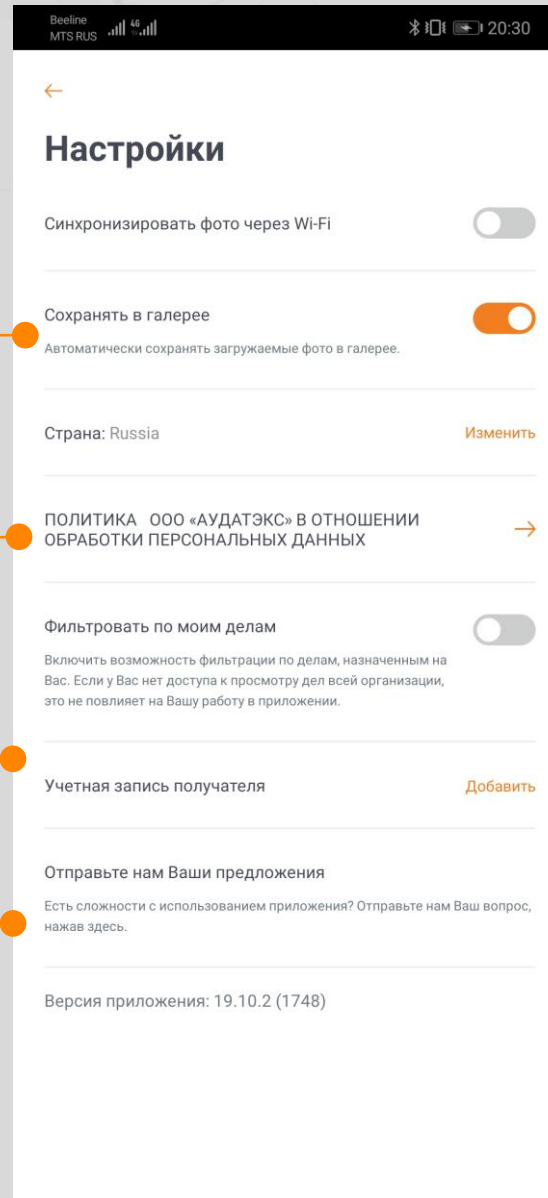 Beeline
MTS RUS
4G
20:30
Настройки
Синхронизировать фото через Wi-Fi
Сохранять в галерее
Автоматически сохранять загружаемые фото в галерее.
Страна: Russia
Изменить
ПОЛИТИКА ООО «АУДАТЭКС» В ОТНОШЕНИИ
ОБРАБОТКИ ПЕРСОНАЛЬНЫХ ДАННЫХ
Фильтровать по моим делам
Включить возможность фильтрации по делам, назначенным на
Вас. Если у Вас нет доступа к просмотру дел всей организации,
это не повлияет на Вашу работу в приложении.
Учетная запись получателя
Добавить
Отправьте нам Ваши предложения
Есть сложности с использованием приложения? Отправьте нам Ваш вопрос,
нажав здесь.
Версия приложения: 19.10.2 (1748)